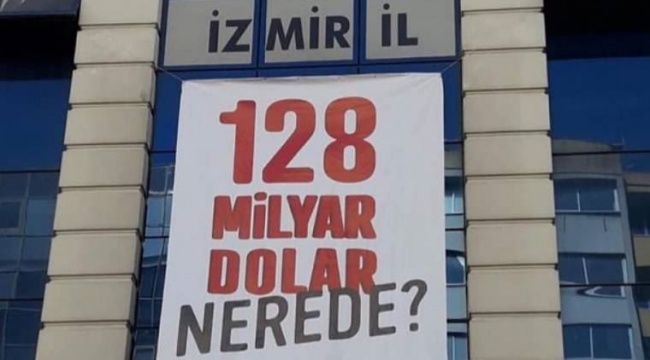 İZMİR İL
128
MİLYAR
DOLAR
NEREDE?